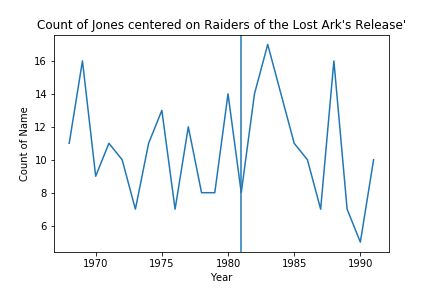 Count of Jones centered on Raiders of the Lost Ark's Release'
16
14
12
10
8
6
Count of Name
1970 1975 1980 1985 1990
Year